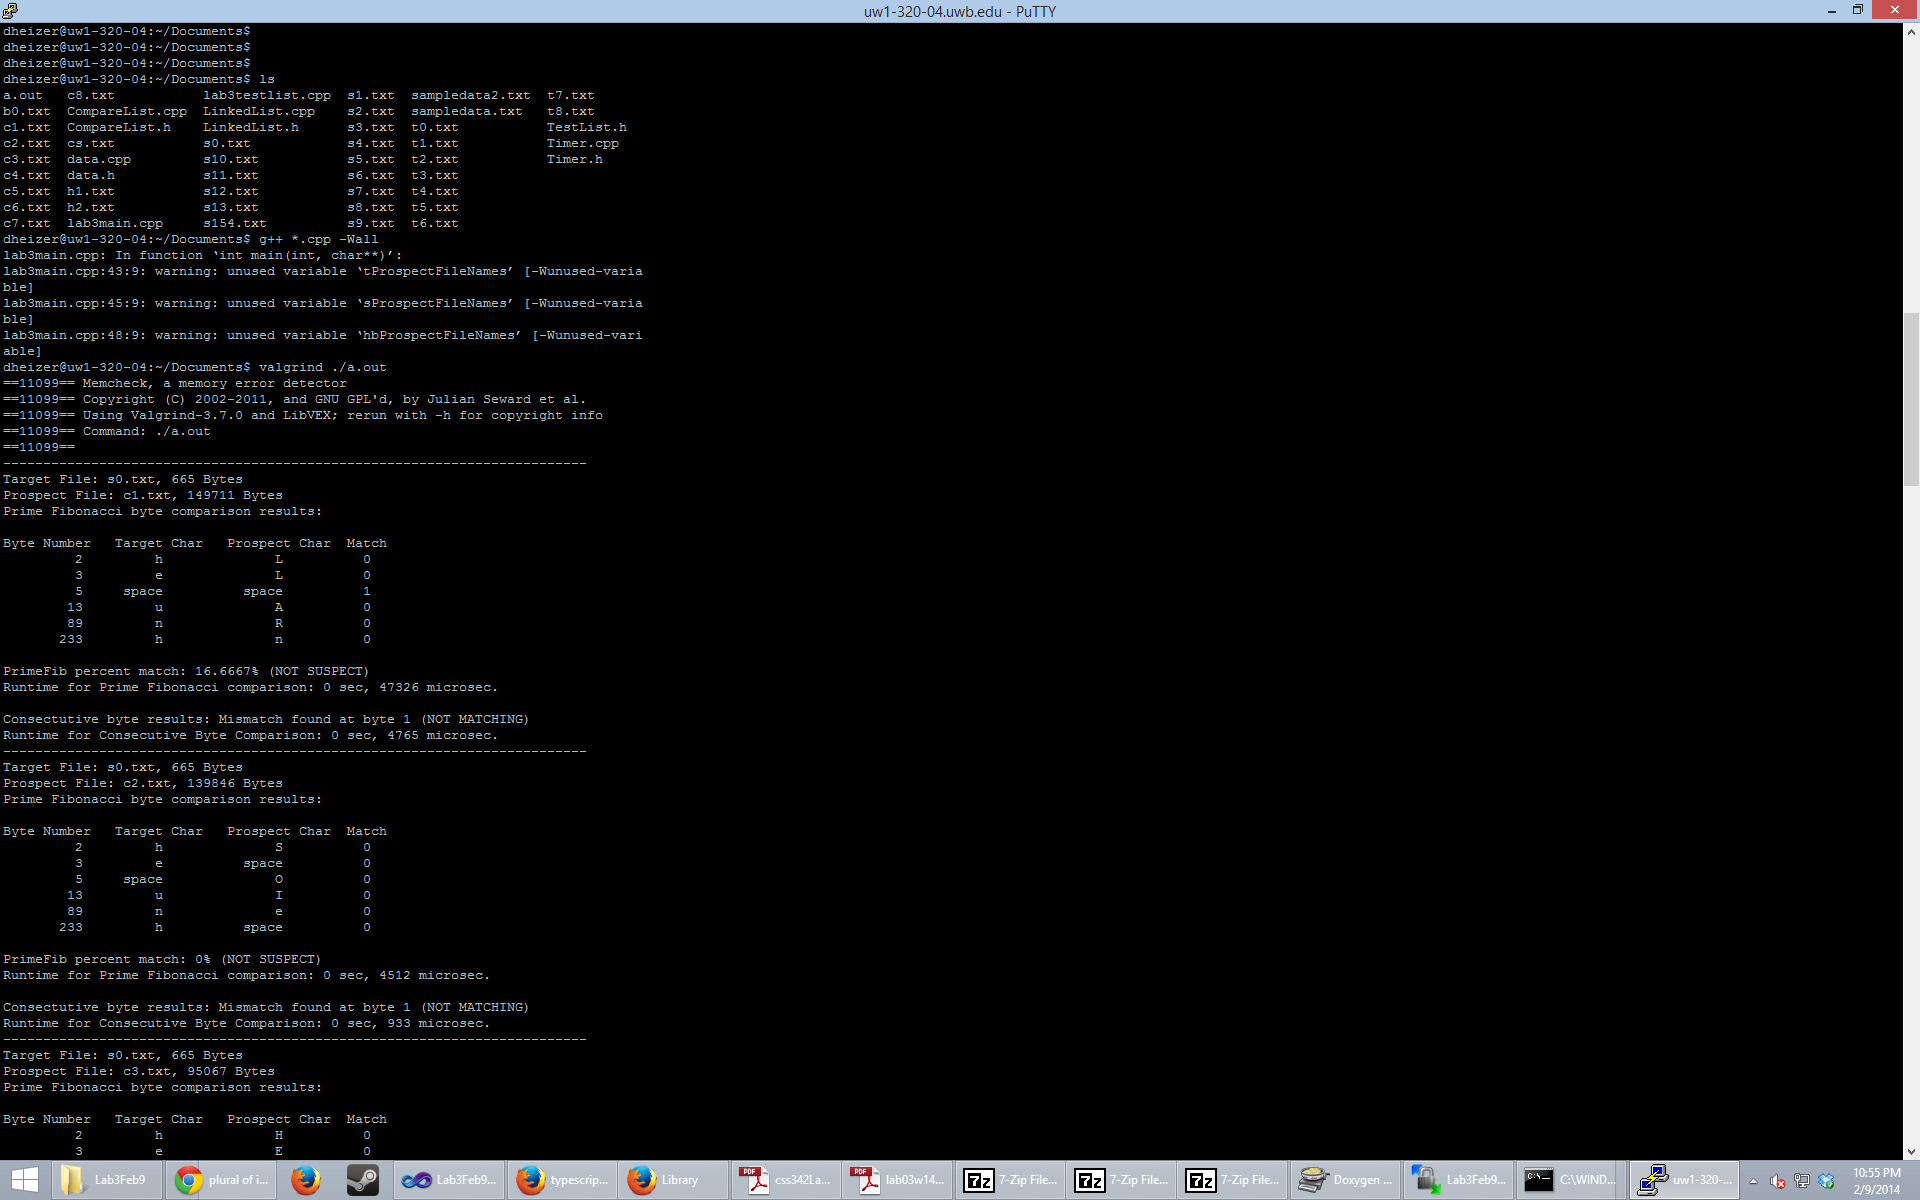 uw1-320-04.uwb.edu - PuTTY
dheizer@uw1-320-04:~/Documents$
dheizer@uw1-320-04:~/Documents$
dheizer@uw1-320-04:~/Documents$
dheizer@uw1-320-04:~/Documents$ ls
a.out c8.txt lab3testlist.cpp s1.txt sampledata2.txt t7.txt
b0.txt CompareList.cpp LinkedList.cpp s2.txt sampledata.txt t8.txt
c1.txt CompareList.h LinkedList.h s3.txt t0.txt TestList.h
c2.txt cs.txt s0.txt s4.txt t1.txt Timer.cpp
c3.txt data.cpp s10.txt s5.txt t2.txt Timer.h
c4.txt data.h s11.txt s6.txt t3.txt
c5.txt h1.txt s12.txt s7.txt t4.txt
c6.txt h2.txt s13.txt s8.txt t5.txt
c7.txt lab3main.cpp s154.txt s9.txt t6.txt
dheizer@uw1-320-04:~/Documents$ g++ *.cpp -Wall
lab3main.cpp: In function ‘int main(int, char**)’:
lab3main.cpp:43:9: warning: unused variable ‘tProspectFileNames’ [-Wunused-varia
ble]
lab3main.cpp:45:9: warning: unused variable ‘sProspectFileNames’ [-Wunused-varia
ble]
lab3main.cpp:48:9: warning: unused variable ‘hbProspectFileNames’ [-Wunused-vari
able]
dheizer@uw1-320-04:~/Documents$ valgrind ./a.out
==11099== Memcheck, a memory error detector
==11099== Copyright (C) 2002-2011, and GNU GPL'd, by Julian Seward et al.
==11099== Using Valgrind-3.7.0 and LibVEX; rerun with -h for copyright info
==11099== Command: ./a.out
==11099==
-------------------------------------------------------------------------
Target File: s0.txt, 665 Bytes
Prospect File: c1.txt, 149711 Bytes
Prime Fibonacci byte comparison results:
Byte Number Target Char Prospect Char Match
2 h L 0
3 e L 0
5 space space 1
13 u A 0
89 n R 0
233 h n 0
PrimeFib percent match: 16.6667% (NOT SUSPECT)
Runtime for Prime Fibonacci comparison: 0 sec, 47326 microsec.
Consectutive byte results: Mismatch found at byte 1 (NOT MATCHING)
Runtime for Consecutive Byte Comparison: 0 sec, 4765 microsec.
-------------------------------------------------------------------------
Target File: s0.txt, 665 Bytes
Prospect File: c2.txt, 139846 Bytes
Prime Fibonacci byte comparison results:
Byte Number Target Char Prospect Char Match
2 h S 0
3 e space 0
5 space O 0
13 u I 0
89 n e 0
233 h space 0
PrimeFib percent match: 0% (NOT SUSPECT)
Runtime for Prime Fibonacci comparison: 0 sec, 4512 microsec.
Consectutive byte results: Mismatch found at byte 1 (NOT MATCHING)
Runtime for Consecutive Byte Comparison: 0 sec, 933 microsec.
-------------------------------------------------------------------------
Target File: s0.txt, 665 Bytes
Prospect File: c3.txt, 95067 Bytes
Prime Fibonacci byte comparison results:
Byte Number Target Char Prospect Char Match
2 h H 0
3 e E 0
Lab3Feb9 plural of i... Lab3Feb9... typescrip... Library css342La... lab03w14... 7-Zip File... 7-Zip File... 7-Zip File... Doxygen ... Lab3Feb9... C:\WIND... uw1-320-... 10:55 PM
2/9/2014